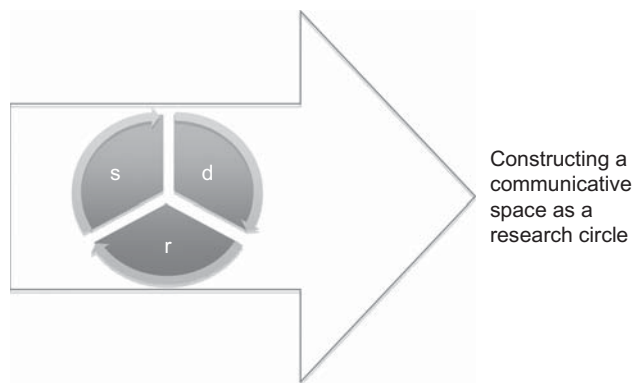 s
d
r
Constructing a
communicative
space as a
research circle